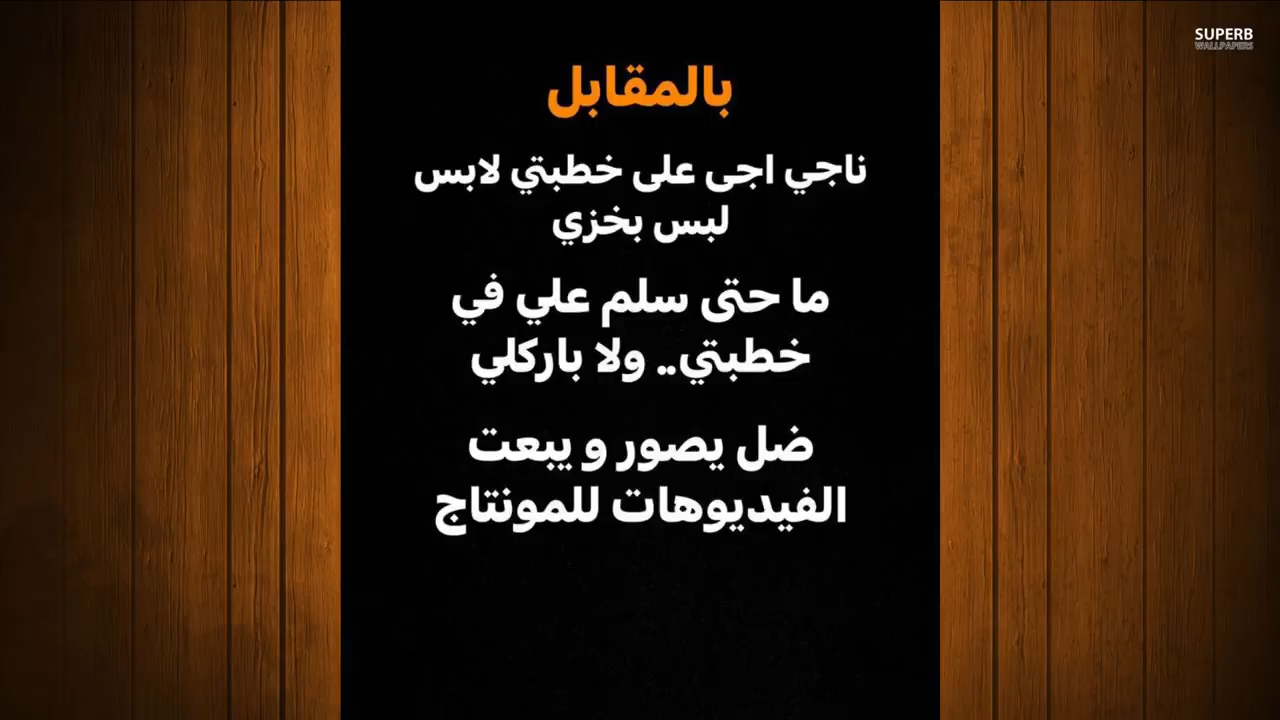 SUPERB
WALLPAPERS
بالمقابل
ناجي اجى على خطبتي لابس
لبس بخزي
ما حتى سلم علي في
خطبتي.. ولا باركلي
ضل يصور و يبعت
الفيديوهات للمونتاج